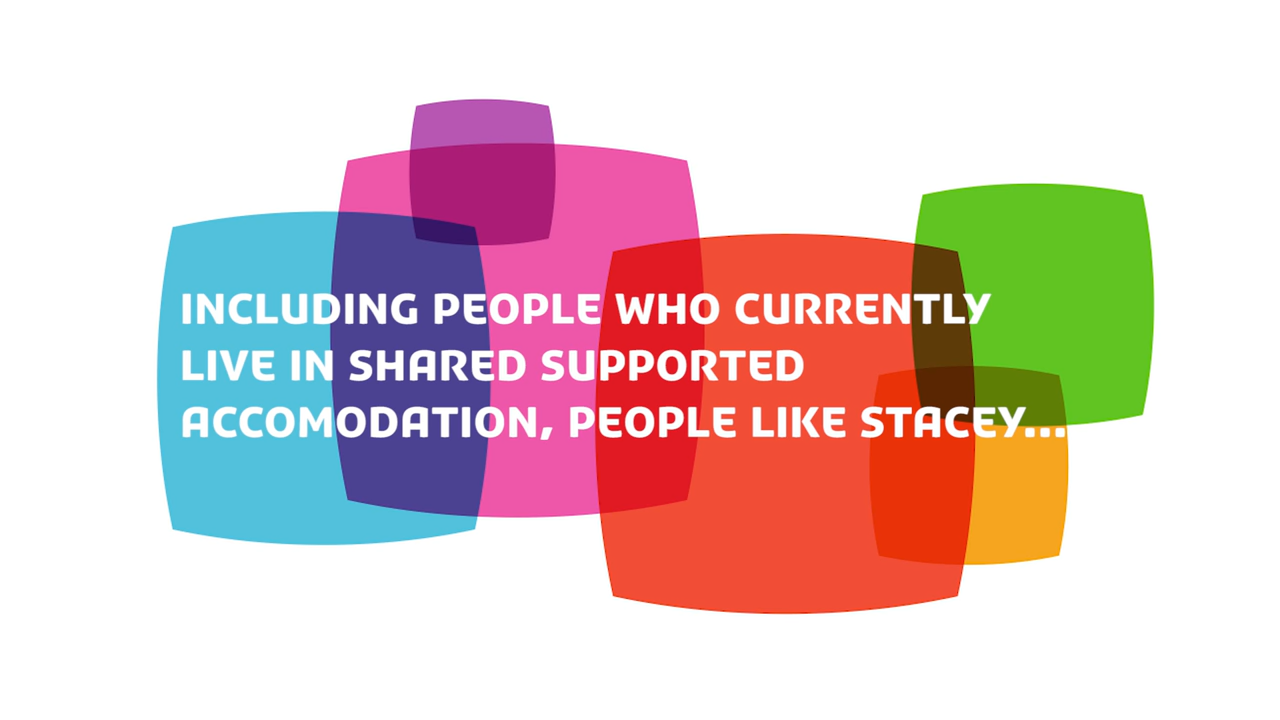 INCLUDING PEOPLE WHO CURRENTLY
LIVE IN SHARED SUPPORTED
ACCOMODATION, PEOPLE LIKE STACEY...